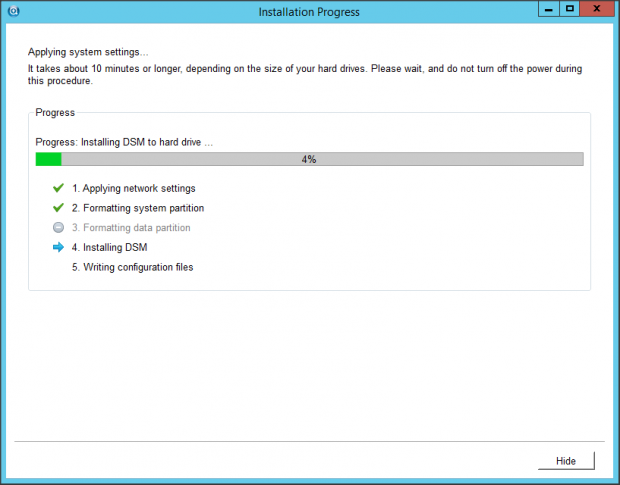 Installation Progress
Applying system settings...
It takes about 10 minutes or longer, depending on the size of your hard drives. Please wait, and do not turn off the power during
this procedure.
Progress
Progress: Installing DSM to hard drive ...
4%
1. Applying network settings
2. Formatting system partition
3. Formatting data partition
4. Installing DSM
5. Writing configuration files
Hide